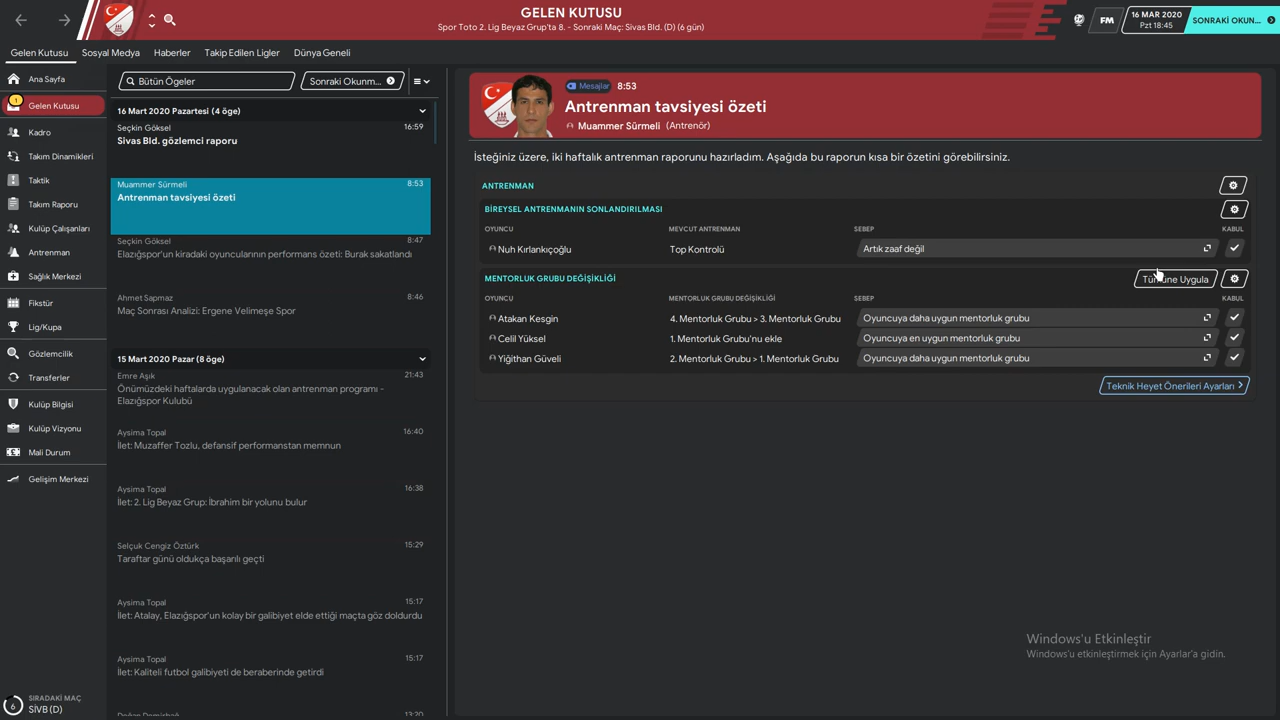 GELEN KUTUSU
Spor Toto 2. Lig Beyaz Grup'ta 8. - Sonraki Maç: Sivas Bld. (D) (6 gün)
FM
16 MAR 2020
Pzt 18:45
SONRAKİ OKUN...
Gelen Kutusu
Sosyal Medya
Haberler
Takip Edilen Ligler
Dünya Geneli
Ana Sayfa
1
Gelen Kutusu
Kadro
Takım Dinamikleri
Taktik
Takım Raporu
Kulüp Çalışanları
Antrenman
Sağlık Merkezi
Fikstür
Lig/Kupa
Gözlemcilik
Transferler
Kulüp Bilgisi
Kulüp Vizyonu
Mali Durum
Gelişim Merkezi
6
SIRADAKİ MAÇ
SİVB (D)
Bütün Ögeler
Sonraki Okunm...
16 Mart 2020 Pazartesi (4 öge)
Seçkin Göksel 16:59
Sivas Bld. gözlemci raporu
Muammer Sürmeli 8:53
Antrenman tavsiyesi özeti
Seçkin Göksel 8:47
Elazığspor'un kiradaki oyuncularının performans özeti: Burak sakatlandı
Ahmet Sapmaz 8:46
Maç Sonrası Analizi: Ergene Velimeşe Spor
15 Mart 2020 Pazar (8 öge)
Emre Aşık 21:43
Önümüzdeki haftalarda uygulanacak olan antrenman programı -
Elazığspor Kulübü
Aysima Topal 16:40
İlet: Muzaffer Tozlu, defansif performanstan memnun
Aysima Topal 16:38
İlet: 2. Lig Beyaz Grup: İbrahim bir yolunu bulur
Selçuk Cengiz Öztürk 15:29
Taraftar günü oldukça başarılı geçti
Aysima Topal 15:17
İlet: Atalay, Elazığspor'un kolay bir galibiyet elde ettiği maçta göz doldurdu
Aysima Topal 15:17
İlet: Kaliteli futbol galibiyeti de beraberinde getirdi
13:20
Mesajlar 8:53
Antrenman tavsiyesi özeti
Muammer Sürmeli (Antrenör)
İsteğiniz üzere, iki haftalık antrenman raporunu hazırladım. Aşağıda bu raporun kısa bir özetini görebilirsiniz.
ANTRENMAN
BİREYSEL ANTRENMANIN SONLANDIRILMASI
OYUNCU MEVCUT ANTRENMAN SEBEP KABUL
Nuh Kırlankıçoğlu Top Kontrolü Artık zaaf değil
MENTORLUK GRUBU DEĞİŞİKLİĞİ Tümüne Uygula
OYUNCU MENTORLUK GRUBU DEĞİŞİKLİĞİ SEBEP KABUL
Atakan Kesgin 4. Mentorluk Grubu > 3. Mentorluk Grubu Oyuncuya daha uygun mentorluk grubu
Celil Yüksel 1. Mentorluk Grubu'nu ekle Oyuncuya en uygun mentorluk grubu
Yiğithan Güveli 2. Mentorluk Grubu > 1. Mentorluk Grubu Oyuncuya daha uygun mentorluk grubu
Teknik Heyet Önerileri Ayarları
Windows'u Etkinleştir
Windows'u etkinleştirmek için Ayarlar'a gidin.